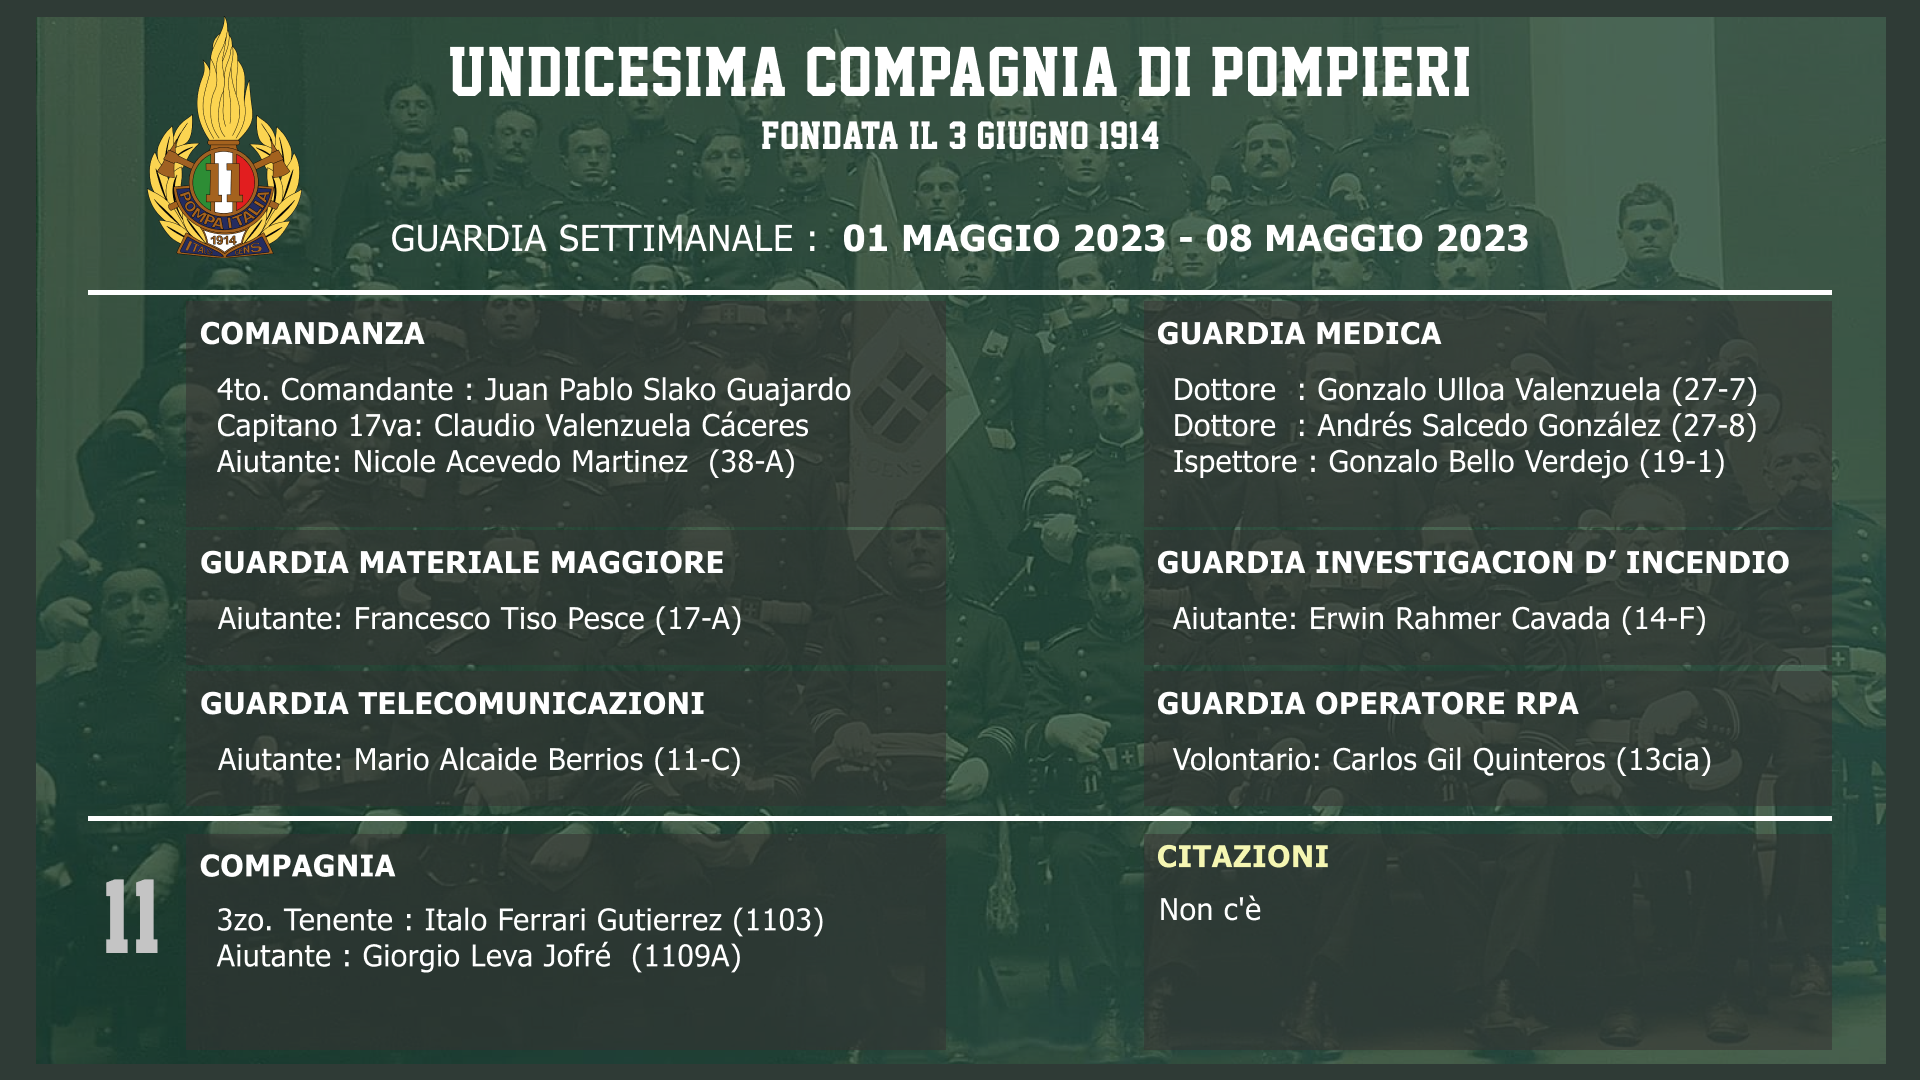 UNDICESIMA COMPAGNIA DI POMPIERI
FONDATA IL 3 GIUGNO 1914
11
POMPA ITALIA
1914
GUARDIA SETTIMANALE : 01 MAGGIO 2023 - 08 MAGGIO 2023
COMANDANZA
4to. Comandante : Juan Pablo Slako Guajardo
Capitano 17va: Claudio Valenzuela Cáceres
Aiutante: Nicole Acevedo Martinez (38-A)
GUARDIA MEDICA
Dottore : Gonzalo Ulloa Valenzuela (27-7)
Dottore : Andrés Salcedo González (27-8)
Ispettore : Gonzalo Bello Verdejo (19-1)
GUARDIA MATERIALE MAGGIORE
Aiutante: Francesco Tiso Pesce (17-A)
GUARDIA INVESTIGACION D’ INCENDIO
Aiutante: Erwin Rahmer Cavada (14-F)
GUARDIA TELECOMUNICAZIONI
Aiutante: Mario Alcaide Berrios (11-C)
GUARDIA OPERATORE RPA
Volontario: Carlos Gil Quinteros (13cia)
11
COMPAGNIA
3zo. Tenente : Italo Ferrari Gutierrez (1103)
Aiutante : Giorgio Leva Jofré (1109A)
CITAZIONI
Non c'è